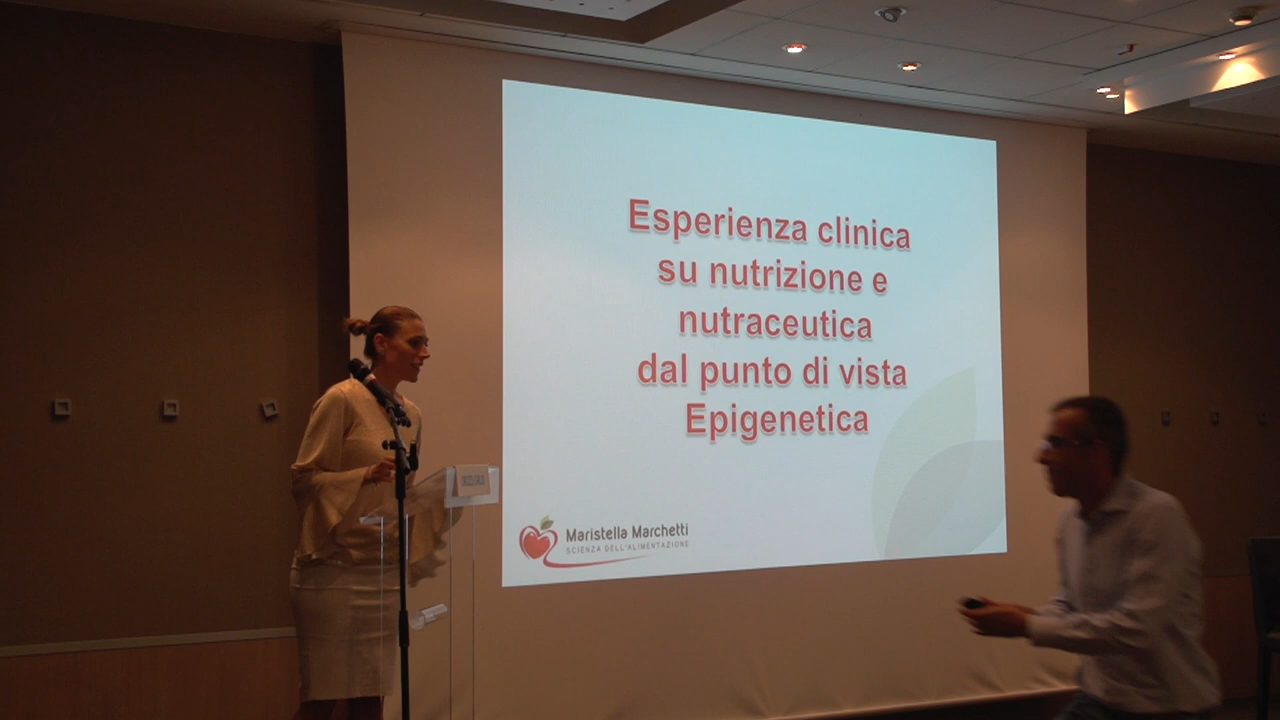 Esperienza clinica
su nutrizione e
nutraceutica
dal punto di vista
Epigenetica
Maristella Marchetti
SCIENZA DELL'ALIMENTAZIONE